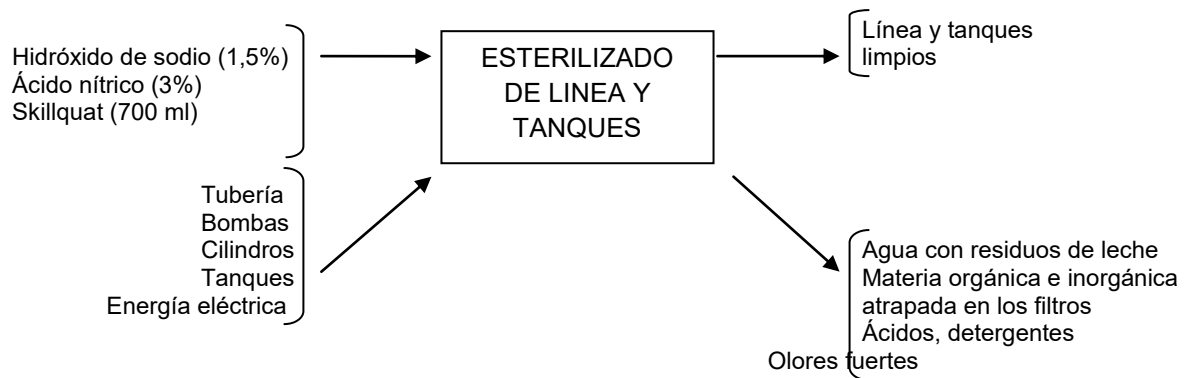 Hidróxido de sodio (1,5%)
Ácido nítrico (3%)
Skillquat (700 ml)
Tubería
Bombas
Cilindros
Tanques
Energía eléctrica
ESTERILIZADO
DE LINEA Y
TANQUES
Línea y tanques
limpios
Agua con residuos de leche
Materia orgánica e inorgánica
atrapada en los filtros
Ácidos, detergentes
Olores fuertes